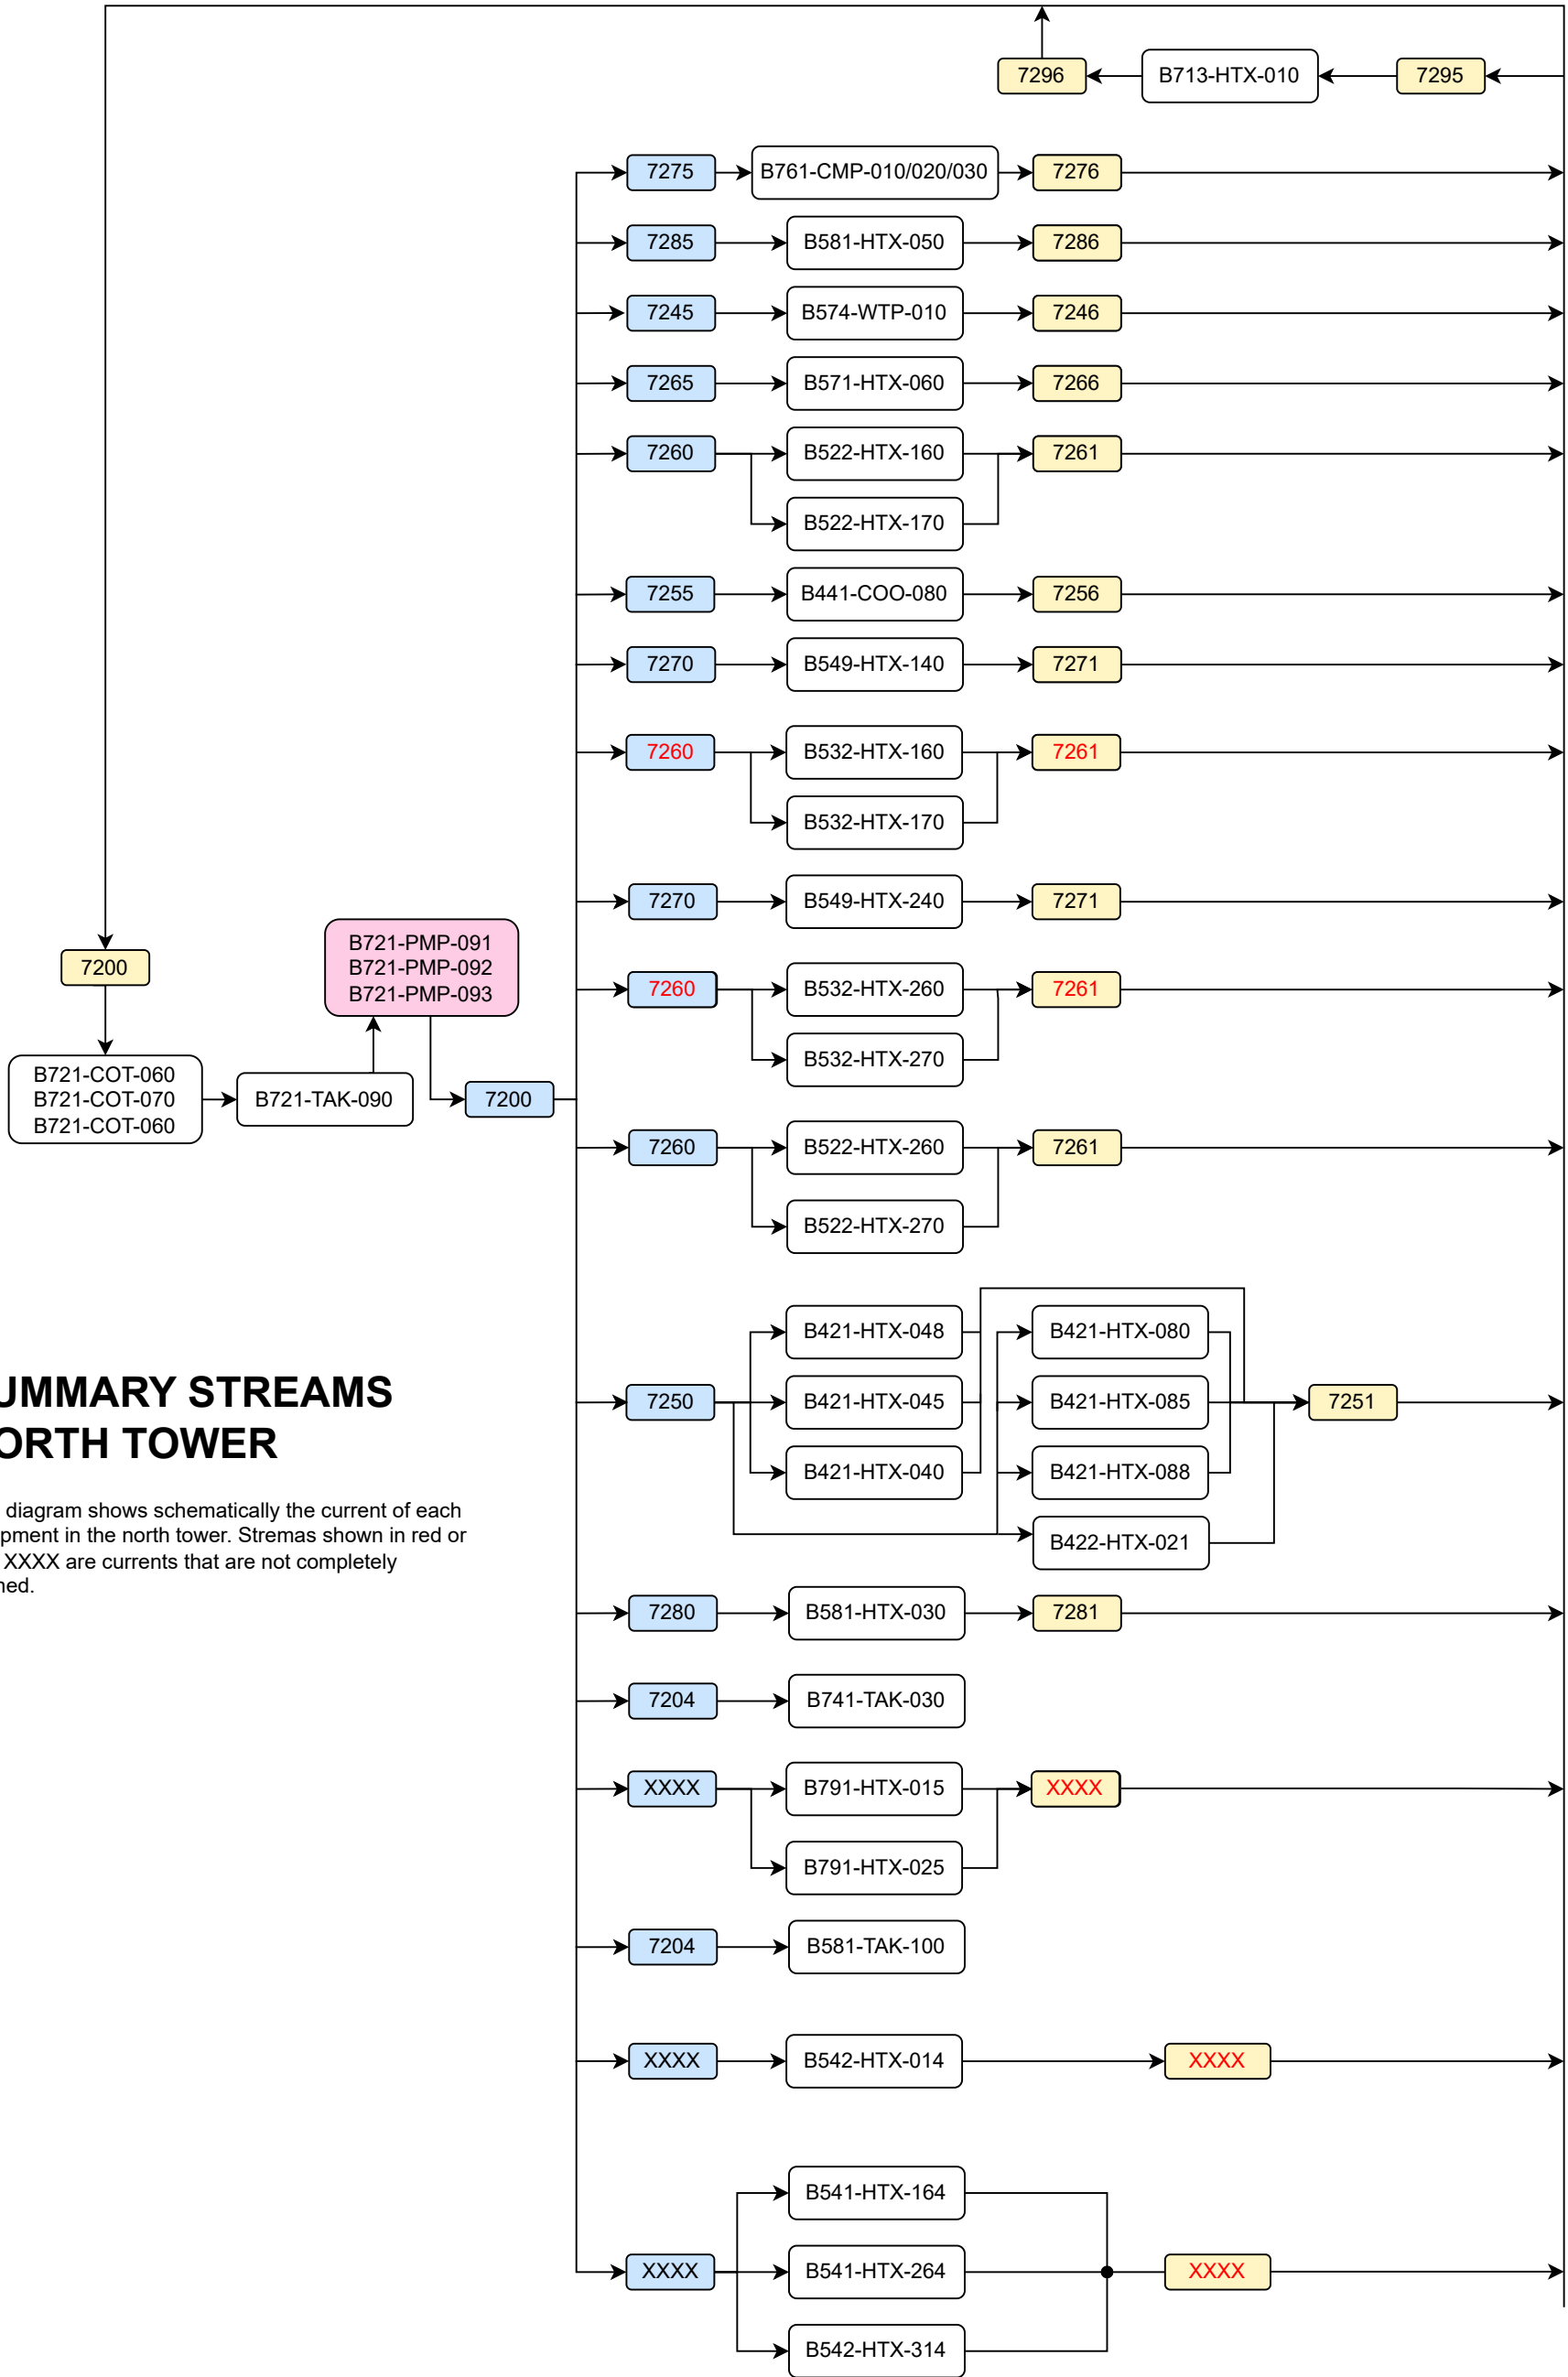 7296
B713-HTX-010
7295
7275
B761-CMP-010/020/030
7276
7285
B581-HTX-050
7286
7245
B574-WTP-010
7246
7265
B571-HTX-060
7266
7260
B522-HTX-160
7261
B522-HTX-170
7255
B441-COO-080
7256
7270
B549-HTX-140
7271
7260
B532-HTX-160
7261
B532-HTX-170
7270
B549-HTX-240
7271
7200
B721-PMP-091
B721-PMP-092
B721-PMP-093
7260
B532-HTX-260
7261
B532-HTX-270
B721-COT-060
B721-COT-070
B721-COT-060
B721-TAK-090
7200
7260
B522-HTX-260
7261
B522-HTX-270
UMMARY STREAMS
ORTH TOWER
diagram shows schematically the current of each
pment in the north tower. Stremas shown in red or
XXXX are currents that are not completely
ned.
7250
B421-HTX-048
B421-HTX-045
B421-HTX-040
B421-HTX-080
B421-HTX-085
B421-HTX-088
B422-HTX-021
7251
7280
B581-HTX-030
7281
7204
B741-TAK-030
XXXX
B791-HTX-015
XXXX
B791-HTX-025
7204
B581-TAK-100
XXXX
B542-HTX-014
XXXX
B541-HTX-164
XXXX
B541-HTX-264
XXXX
B542-HTX-314